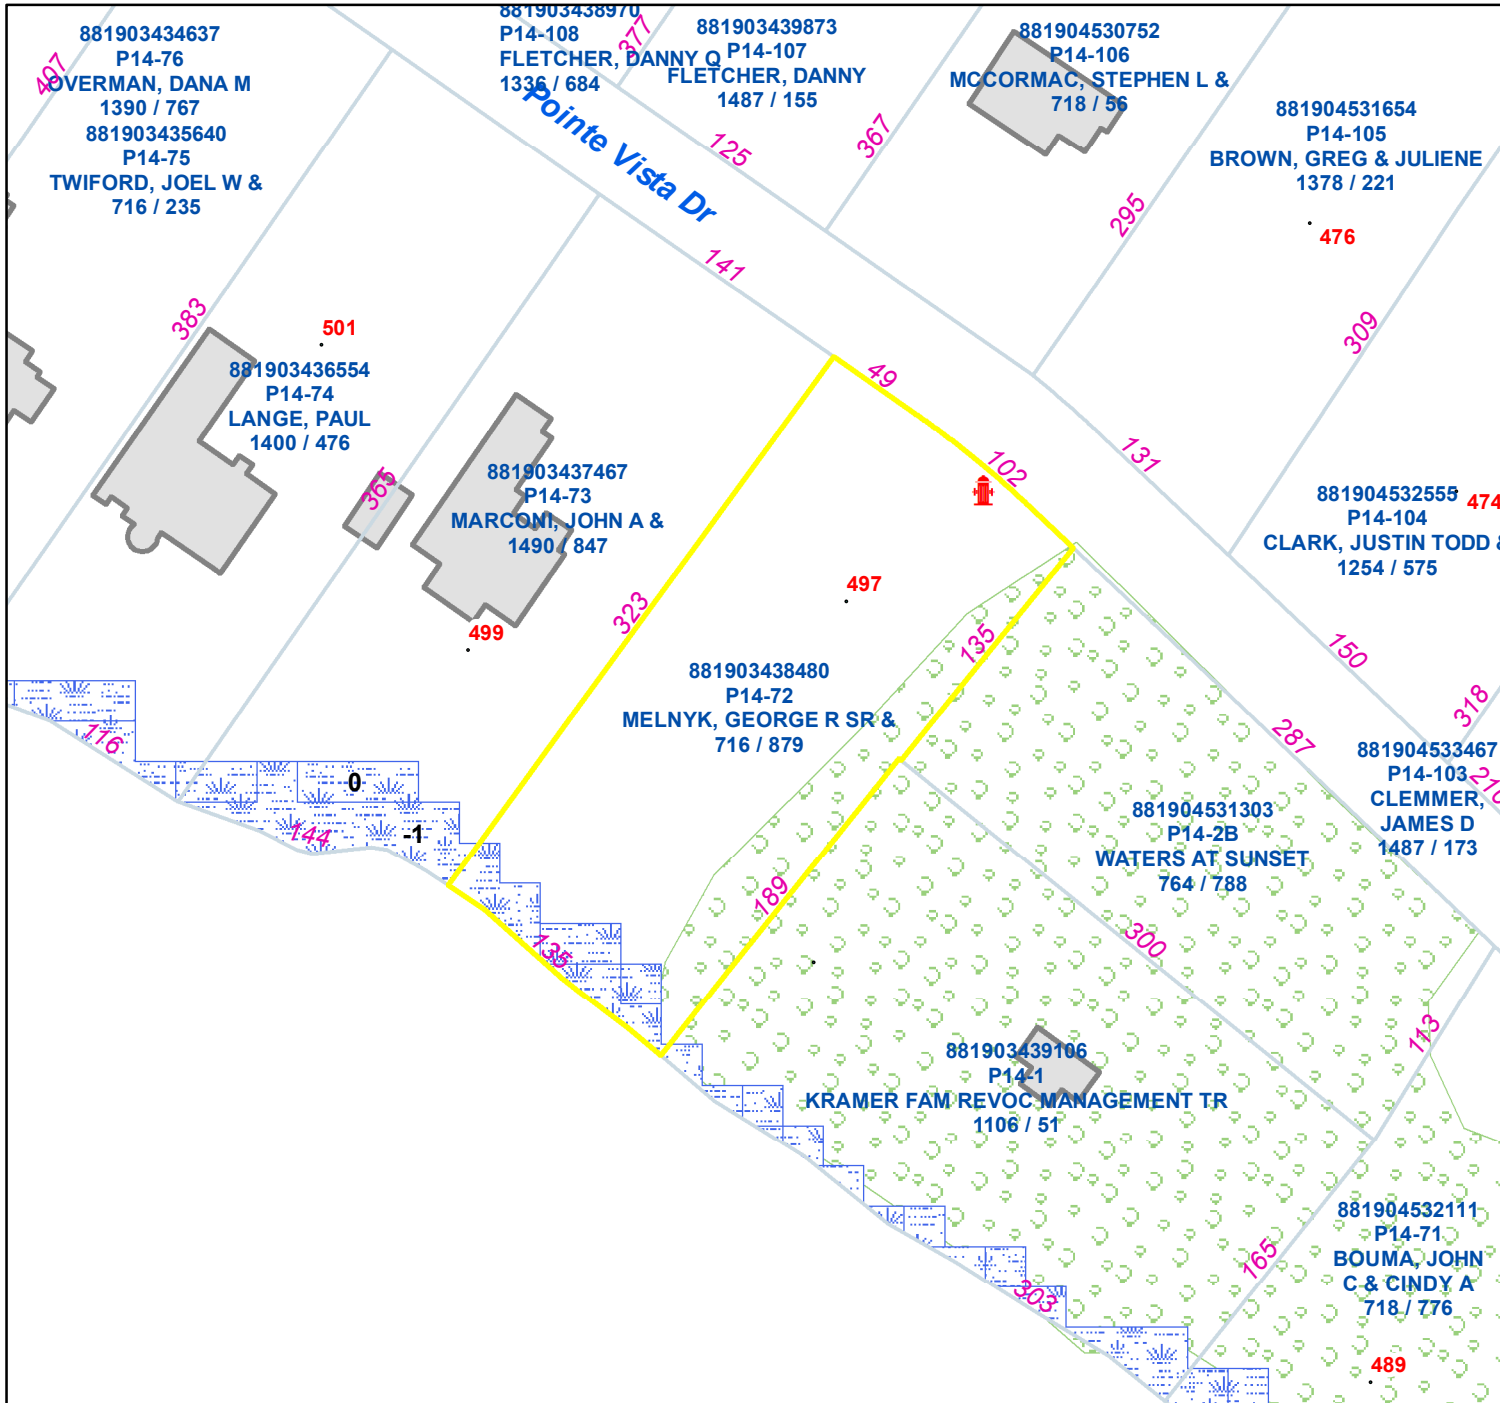 881903434637
P14-76
OVERMAN, DANA M
1390 / 767
881903435640
P14-75
TWIFORD, JOEL W &
716 / 235
407
881903438970
P14-108
FLETCHER, DANNY Q
1336 / 684
377
881903439873
P14-107
FLETCHER, DANNY
1487 / 155
881904530752
P14-106
MCCORMAC, STEPHEN L &
718 / 56
881904531654
P14-105
BROWN, GREG & JULIENE
1378 / 221
476
Pointe Vista Dr
125
367
295
309
141
383
501
881903436554
P14-74
LANGE, PAUL
1400 / 476
365
881903437467
P14-73
MARCONI, JOHN A &
1490 / 847
499
49
102
131
881904532555
P14-104
CLARK, JUSTIN TODD &
1254 / 575
474
323
497
135
881903438480
P14-72
MELNYK, GEORGE R SR &
716 / 879
150
318
287
210
881904533467
P14-103
CLEMMER,
JAMES D
1487 / 173
116
0
144
-1
881904531303
P14-2B
WATERS AT SUNSET
764 / 788
189
135
300
113
881903439106
P14-1
KRAMER FAM REVOC MANAGEMENT TR
1106 / 51
165
303
881904532111
P14-71
BOUMA, JOHN
C & CINDY A
718 / 776
489